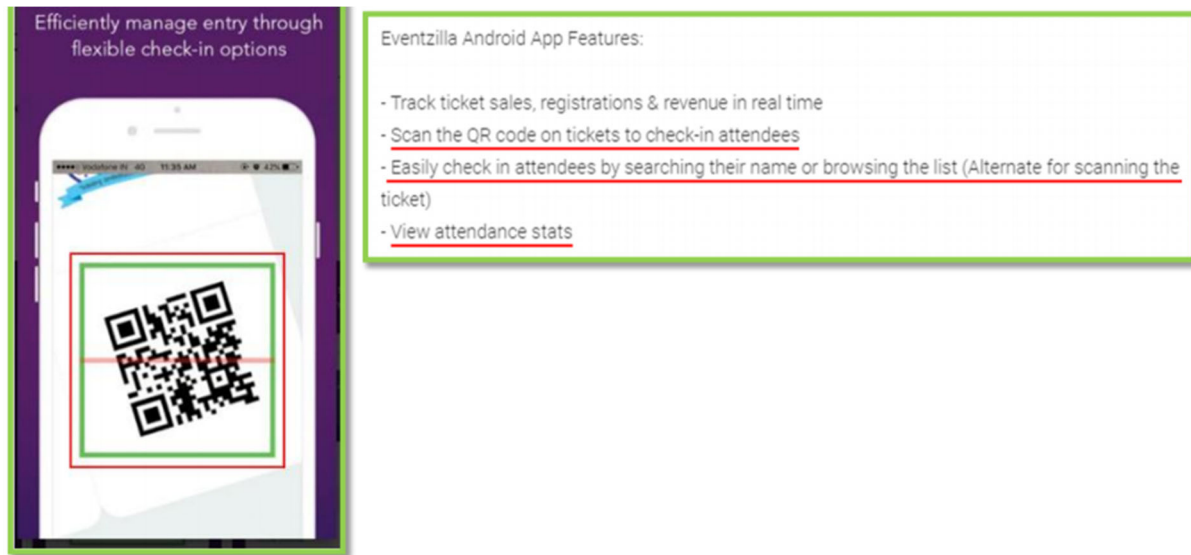 Efficiently manage entry through
flexible check-in options
Vodafone IN 4G 11:35 AM 42%
Eventzilla Android App Features:
- Track ticket sales, registrations & revenue in real time
- Scan the QR code on tickets to check-in attendees
- Easily check in attendees by searching their name or browsing the list (Alternate for scanning the
ticket)
- View attendance stats